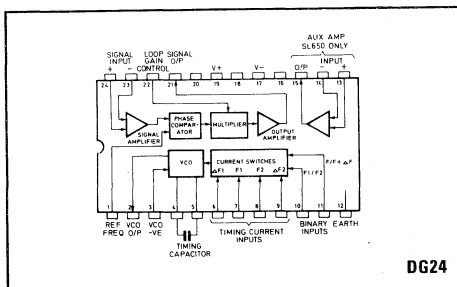 AUX AMP
SL650 ONLY
SIGNAL LOOP SIGNAL
INPUT GAIN O/P
+ - CONTROL V+ V- O/P INPUT - +
24 23 22 21 20 19 18 17 16 15 14 13
SIGNAL
AMPLIFIER
PHASE
COMPAR-
ATOR
MULTIPLIER
OUTPUT
AMPLIFIER
VCO
CURRENT SWITCHES
ΔF1 F1 F2 ΔF2
F/F+ΔF
F1/F2
1 2 3 4 5 6 7 8 9 10 11 12
REF VCO VCO
FREQ O/P -VE
TIMING
CAPACITOR
TIMING CURRENT
INPUTS
BINARY
INPUTS
EARTH
DG24